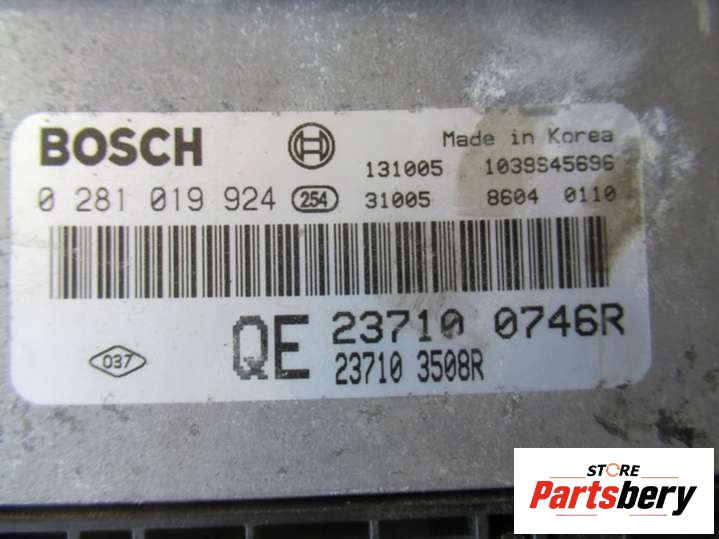 BOSCH
Made in Korea
131005 1039S45696
0 281 019 924 254 31005 8604 0110
QE 23710 0746R
037
23710 3508R
STORE
Partsbery